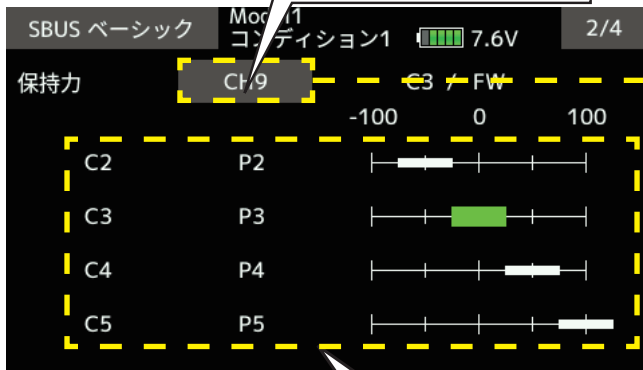 SBUS ベーシック
Model1
コンディション1
7.6V
2/4
保持力 CH9 C3 / FW
-100 0 100
C2 P2
C3 P3
C4 P4
C5 P5